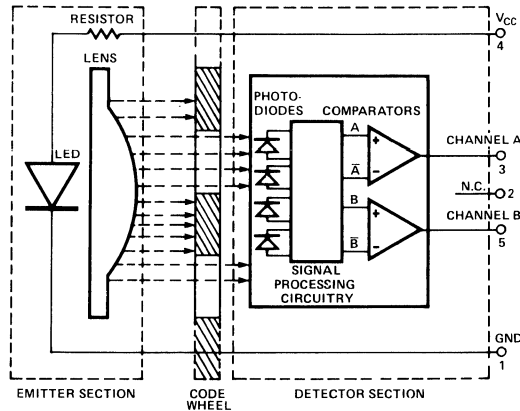 RESISTOR
VCC
4
LENS
LED
PHOTO-
DIODES
COMPARATORS
A
+
A̅
−
B
+
B̅
−
CHANNEL A
3
N.C.
2
CHANNEL B
5
SIGNAL
PROCESSING
CIRCUITRY
GND
1
EMITTER SECTION
CODE
WHEEL
DETECTOR SECTION